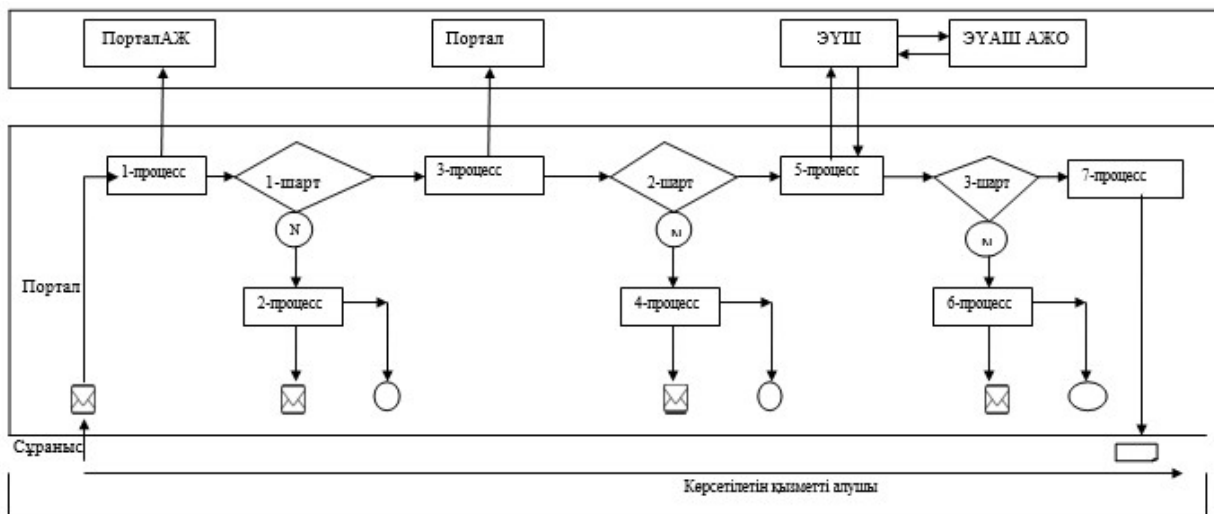 ПорталАЖ
Портал
ЭҮШ
ЭҮАШ АЖО
1-процесс
1-шарт
3-процесс
2-шарт
5-процесс
3-шарт
7-процесс
N
N
N
Портал
2-процесс
4-процесс
6-процесс
Сұраныс
Көрсетілетін қызметті алушы